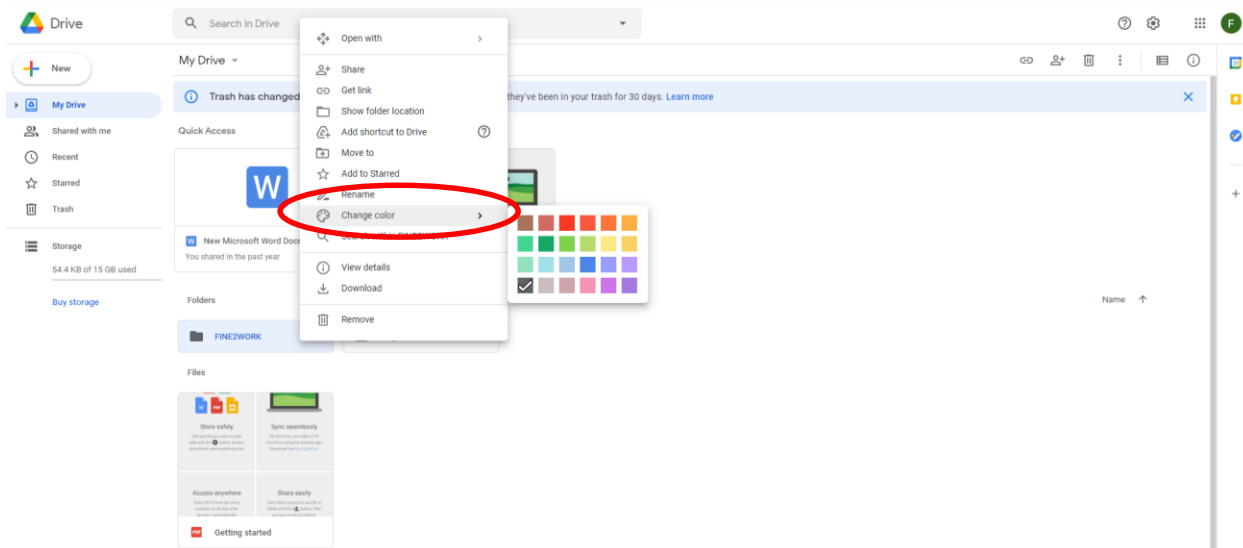 Drive
Search in Drive
F
New
My Drive
Shared with me
Recent
Starred
Trash
Storage
54.4 KB of 15 GB used
Buy storage
My Drive
Trash has changed
they've been in your trash for 30 days. Learn more
Quick Access
W
W New Microsoft Word Docu
You shared in the past year
Open with
Share
Get link
Show folder location
Add shortcut to Drive
Move to
Add to Starred
Rename
Change color
View details
Download
Remove
Folders
Name
FINE2WORK
Files
Store safely
Sync seamlessly
Access anywhere
Share easily
PDF Getting started